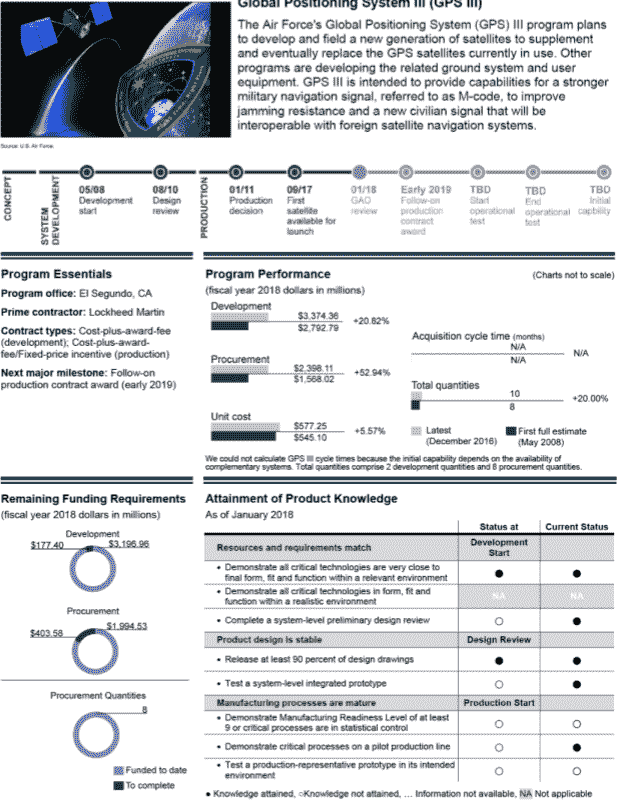 Global Positioning System III (GPS III)
The Air Force's Global Positioning System (GPS) III program plans
to develop and field a new generation of satellites to supplement
and eventually replace the GPS satellites currently in use. Other
programs are developing the related ground system and user
equipment. GPS III is intended to provide capabilities for a stronger
military navigation signal, referred to as M-code, to improve
jamming resistance and a new civilian signal that will be
interoperable with foreign satellite navigation systems.
Source: U.S. Air Force.
CONCEPT
SYSTEM
DEVELOPMENT
05/08
Development
start
08/10
Design
review
PRODUCTION
01/11
Production
decision
09/17
First
satellite
available for
launch
01/18
GAO
review
Early 2019
Follow-on
production
contract
award
TBD
Start
operational
test
TBD
End
operational
test
TBD
Initial
capbility
Program Essentials
Program office: El Segundo, CA
Prime contractor: Lockheed Martin
Contract types: Cost-plus-award-fee
(development); Cost-plus-award-
fee/Fixed-price incentive (production)
Next major milestone: Follow-on
production contract award (early 2019)
Program Performance (Charts not to scale)
(fiscal year 2018 dollars in millions)
Development
$3,374.36
$2,792.79
+20.82%
Procurement
$2,398.11
$1,568.02
+52.94%
Unit cost
$577.25
$545.10
+5.57%
Acquisition cycle time (months)
N/A
N/A
N/A
Total quantities
10
8
+20.00%
Latest
(December 2016)
First full estimate
(May 2008)
We could not calculate GPS III cycle times because the initial capability depends on the availability of
complementary systems. Total quantities comprise 2 development quantities and 8 procurement quantities.
Remaining Funding Requirements
(fiscal year 2018 dollars in millions)
Development
$177.40 $3,196.96
Procurement
$403.58 $1,994.53
Procurement Quantities
8
Funded to date
To complete
Attainment of Product Knowledge
As of January 2018
Status at Current Status
Resources and requirements match Development
Start
• Demonstrate all critical technologies are very close to
final form, fit and function within a relevant environment ● ●
• Demonstrate all critical technologies in form, fit and
function within a realistic environment NA NA
• Complete a system-level preliminary design review ○ ●
Product design is stable Design Review
• Release at least 90 percent of design drawings ● ●
• Test a system-level integrated prototype ○ ●
Manufacturing processes are mature Production Start
• Demonstrate Manufacturing Readiness Level of at least
9 or critical processes are in statistical control ○ ○
• Demonstrate critical processes on a pilot production line ○ ●
• Test a production-representative prototype in its intended
environment ○ ○
● Knowledge attained, ○Knowledge not attained, … Information not available, NA Not applicable